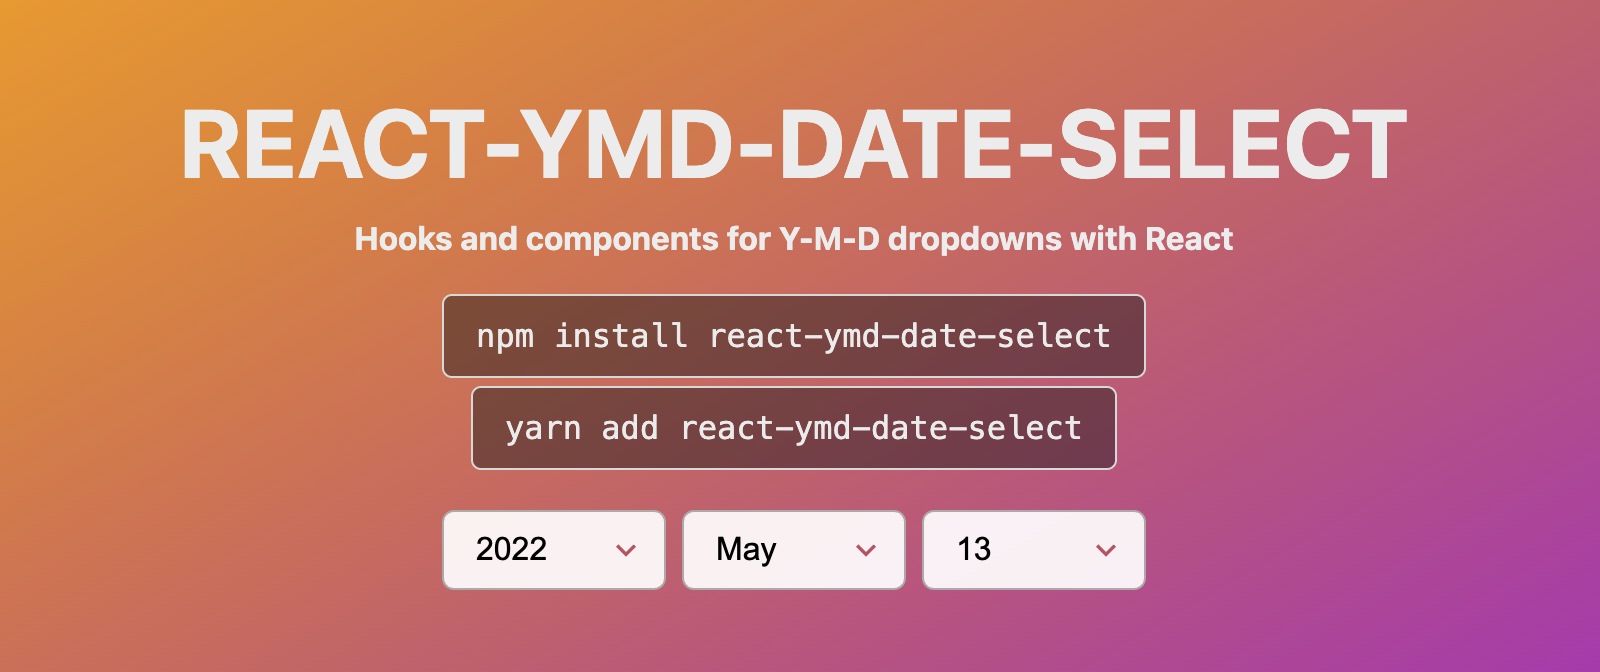 REACT-YMD-DATE-SELECT
Hooks and components for Y-M-D dropdowns with React
npm install react-ymd-date-select
yarn add react-ymd-date-select
2022 May 13